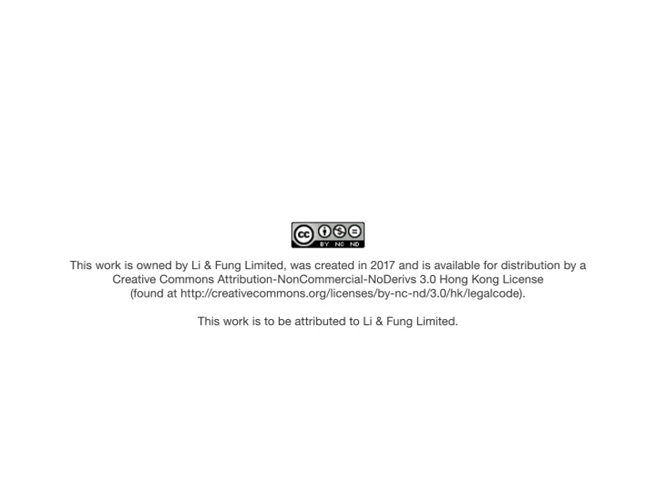 cc
BY NC ND
This work is owned by Li & Fung Limited, was created in 2017 and is available for distribution by a
Creative Commons Attribution-NonCommercial-NoDerivs 3.0 Hong Kong License
(found at http://creativecommons.org/licenses/by-nc-nd/3.0/hk/legalcode).
This work is to be attributed to Li & Fung Limited.